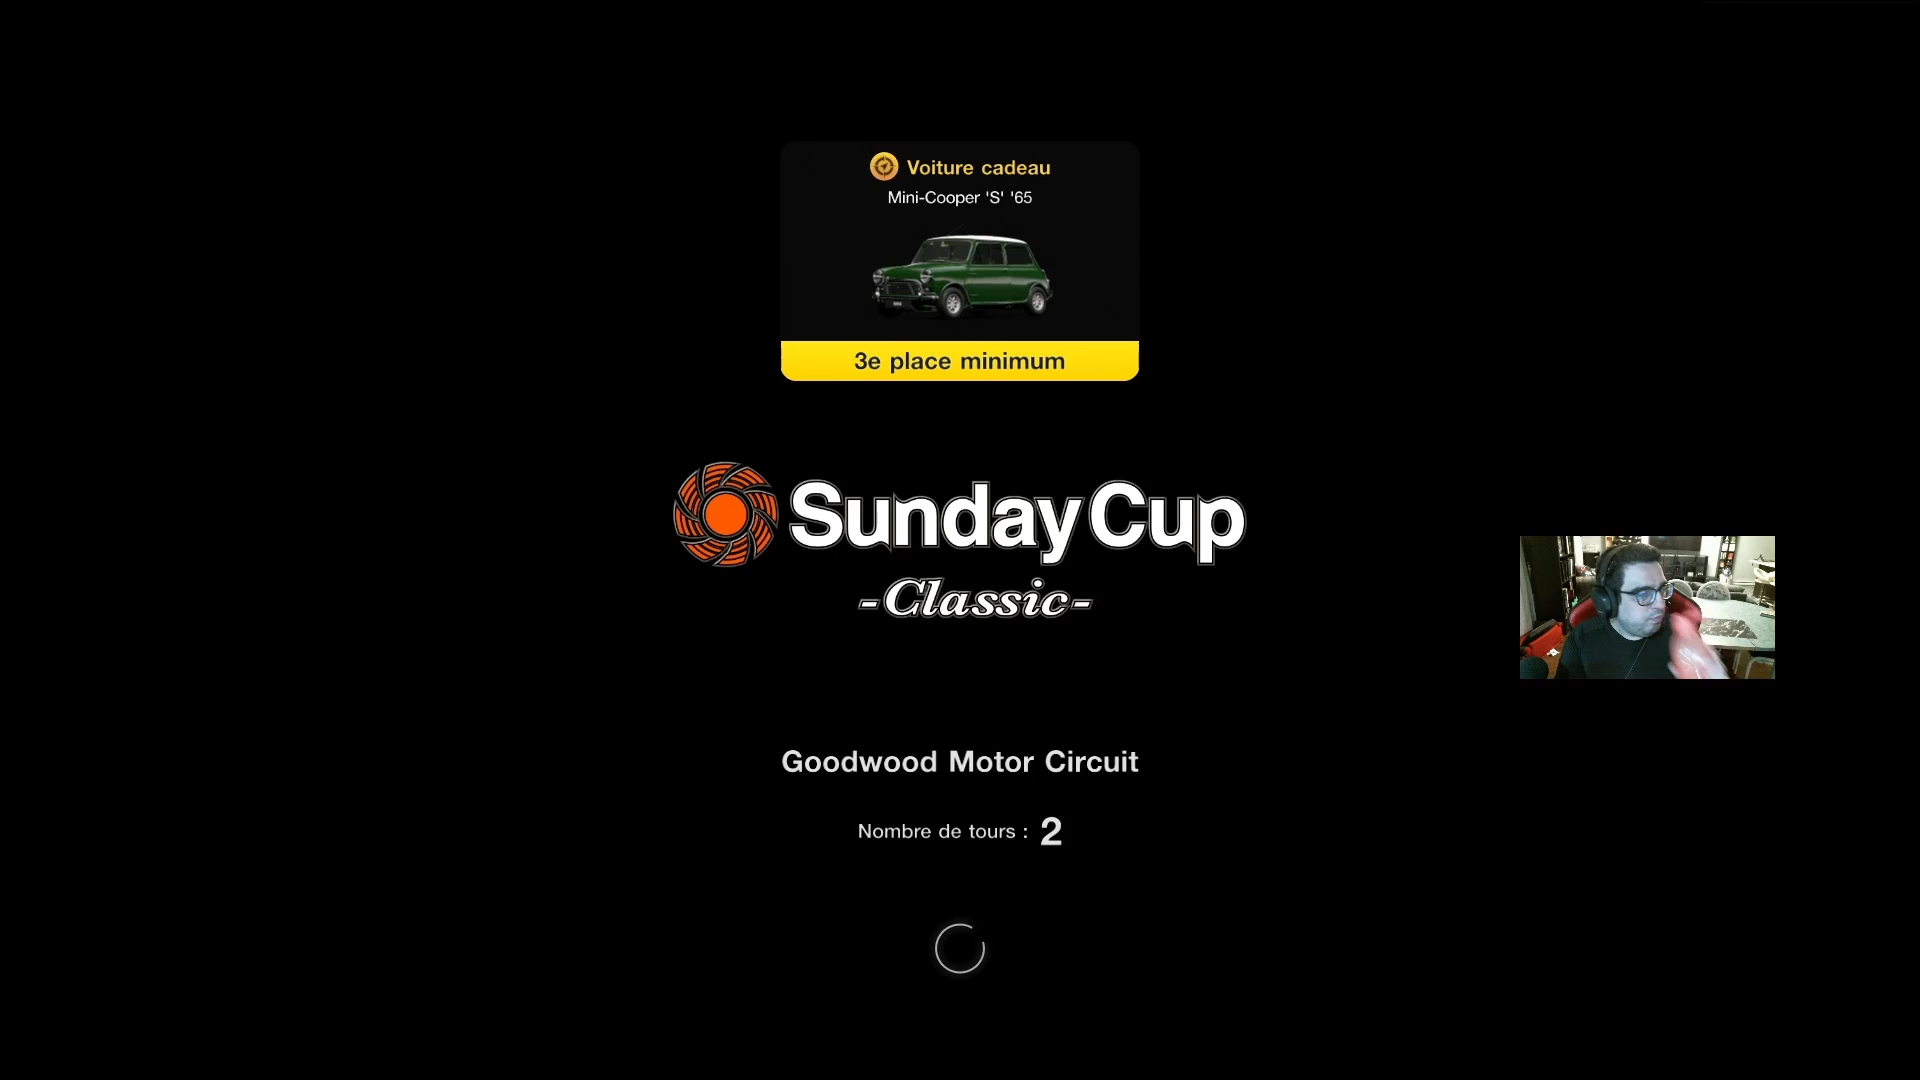 Voiture cadeau
Mini-Cooper 'S' '65
3e place minimum
Sunday Cup
-Classic-
Goodwood Motor Circuit
Nombre de tours : 2